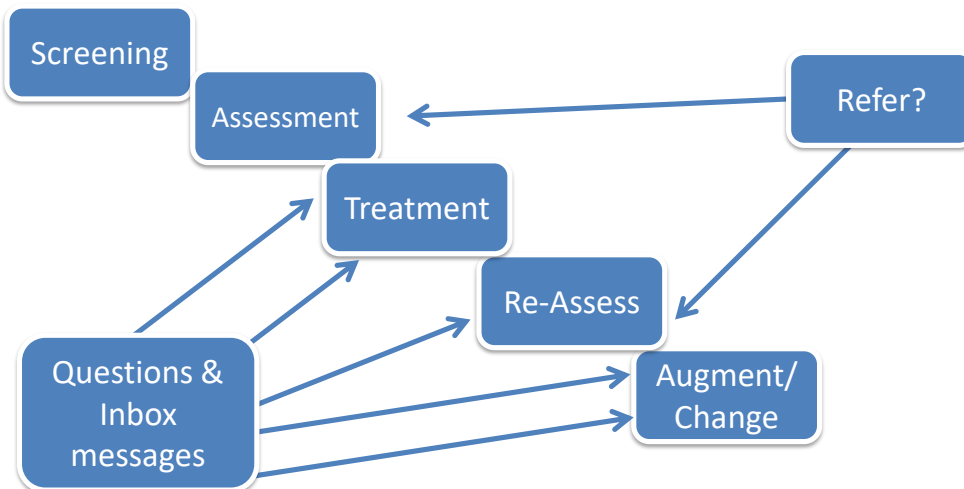 Screening
Assessment
Refer?
Treatment
Re-Assess
Questions &
Inbox
messages
Augment/
Change